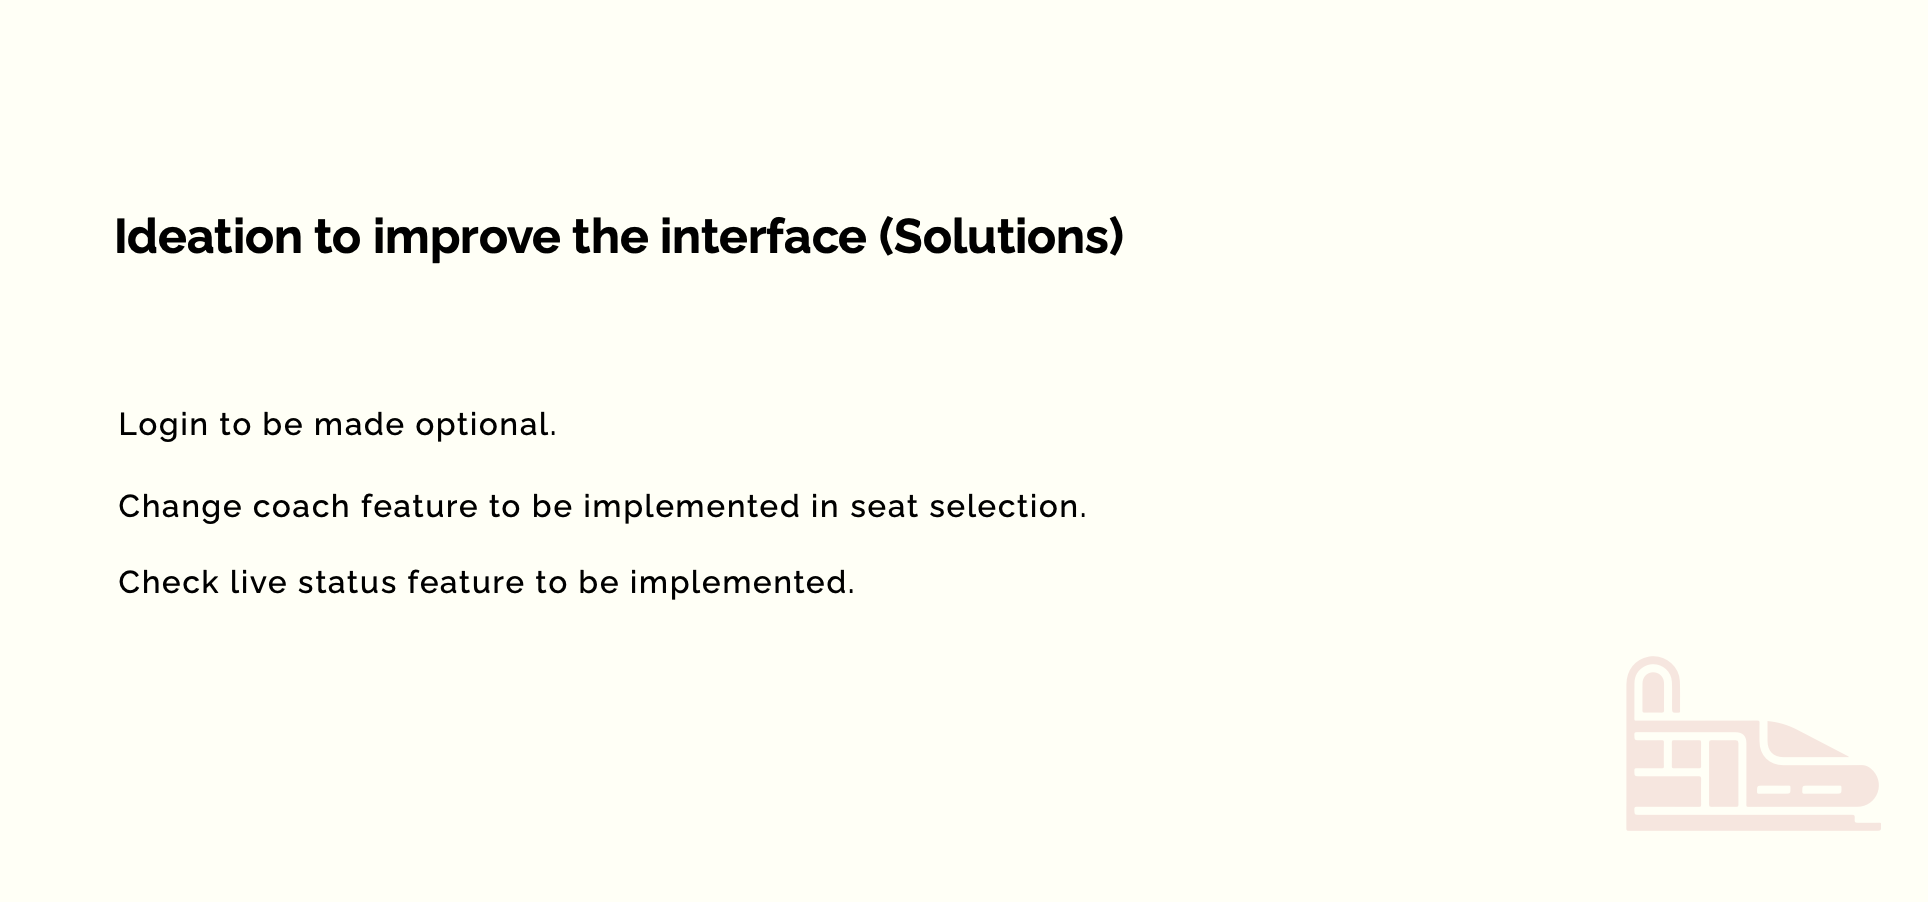 Ideation to improve the interface (Solutions)
Login to be made optional.
Change coach feature to be implemented in seat selection.
Check live status feature to be implemented.